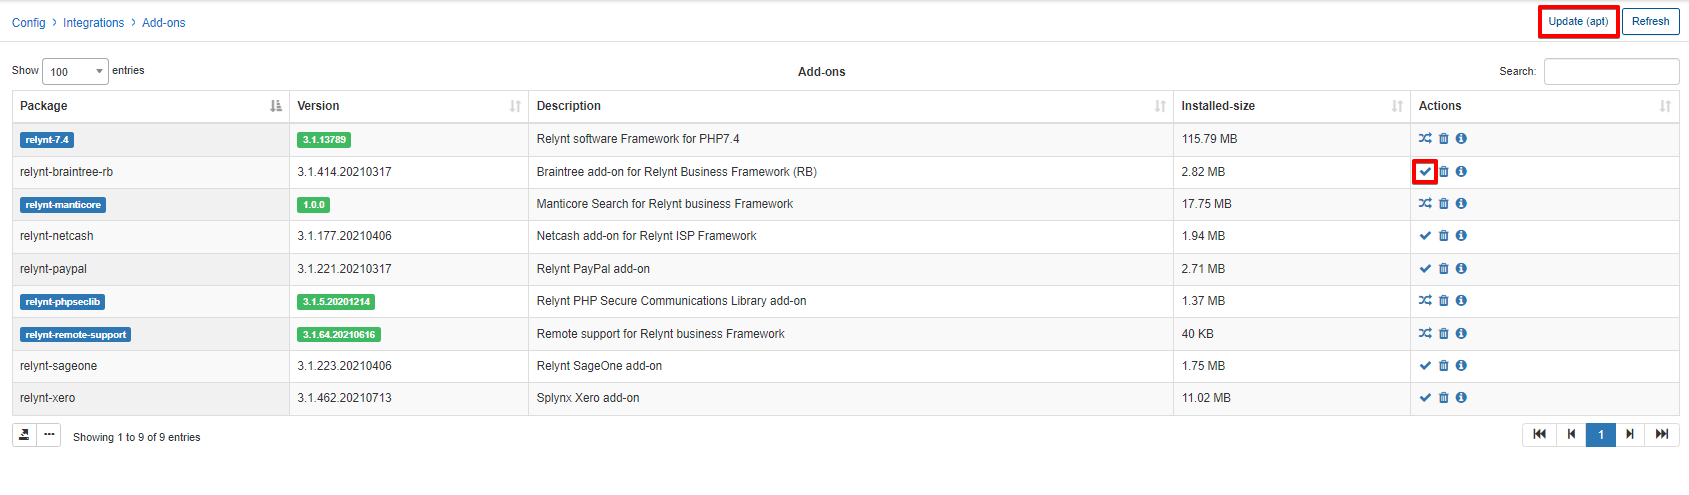 Config > Integrations > Add-ons
Update (apt) Refresh
Show 100 entries
Add-ons
Search:
Package Version Description Installed-size Actions
relynt-7.4 3.1.13789 Relynt software Framework for PHP7.4 115.79 MB
relynt-braintree-rb 3.1.414.20210317 Braintree add-on for Relynt Business Framework (RB) 2.82 MB
relynt-manticore 1.0.0 Manticore Search for Relynt business Framework 17.75 MB
relynt-netcash 3.1.177.20210406 Netcash add-on for Relynt ISP Framework 1.94 MB
relynt-paypal 3.1.221.20210317 Relynt PayPal add-on 2.71 MB
relynt-phpseclib 3.1.5.20201214 Relynt PHP Secure Communications Library add-on 1.37 MB
relynt-remote-support 3.1.64.20210616 Remote support for Relynt business Framework 40 KB
relynt-sageone 3.1.223.20210406 Relynt SageOne add-on 1.75 MB
relynt-xero 3.1.462.20210713 Splynx Xero add-on 11.02 MB
Showing 1 to 9 of 9 entries
1